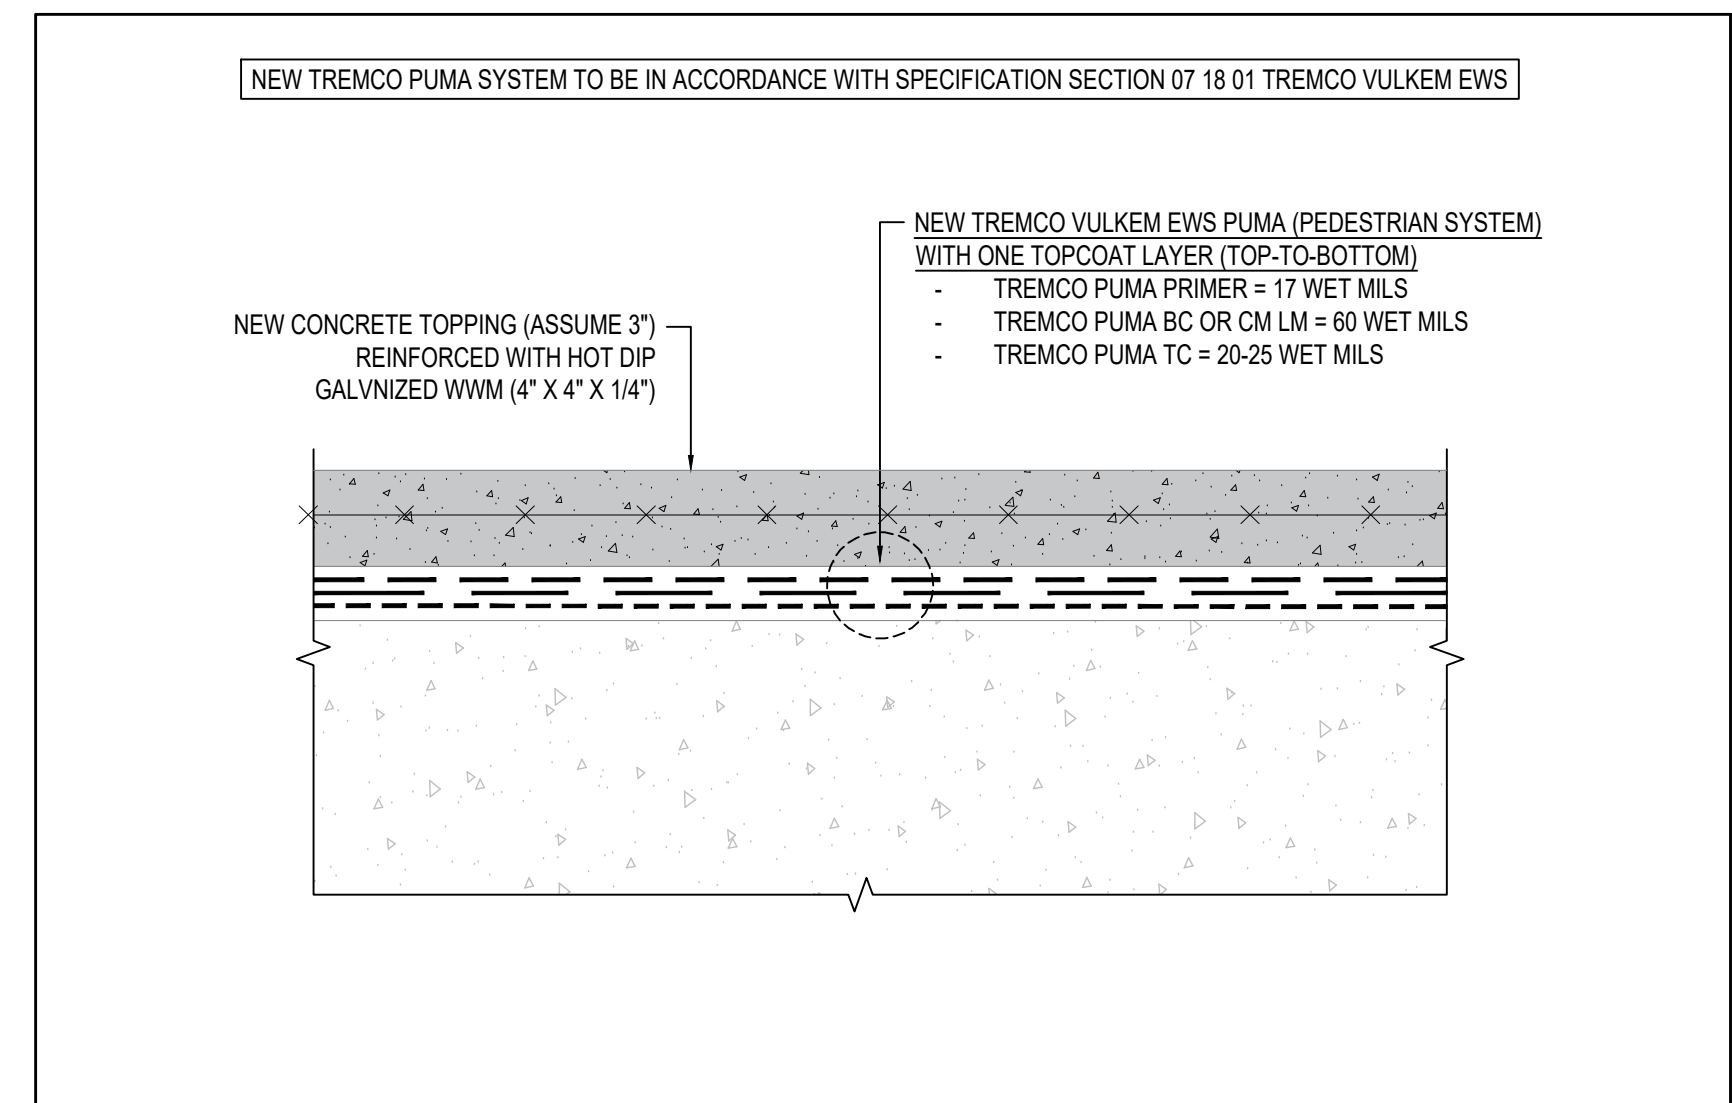 NEW TREMCO PUMA SYSTEM TO BE IN ACCORDANCE WITH SPECIFICATION SECTION 07 18 01 TREMCO VULKEM EWS
NEW TREMCO VULKEM EWS PUMA (PEDESTRIAN SYSTEM)
WITH ONE TOPCOAT LAYER (TOP-TO-BOTTOM)
- TREMCO PUMA PRIMER = 17 WET MILS
- TREMCO PUMA BC OR CM LM = 60 WET MILS
- TREMCO PUMA TC = 20-25 WET MILS
NEW CONCRETE TOPPING (ASSUME 3")
REINFORCED WITH HOT DIP
GALVNIZED WWM (4" X 4" X 1/4")